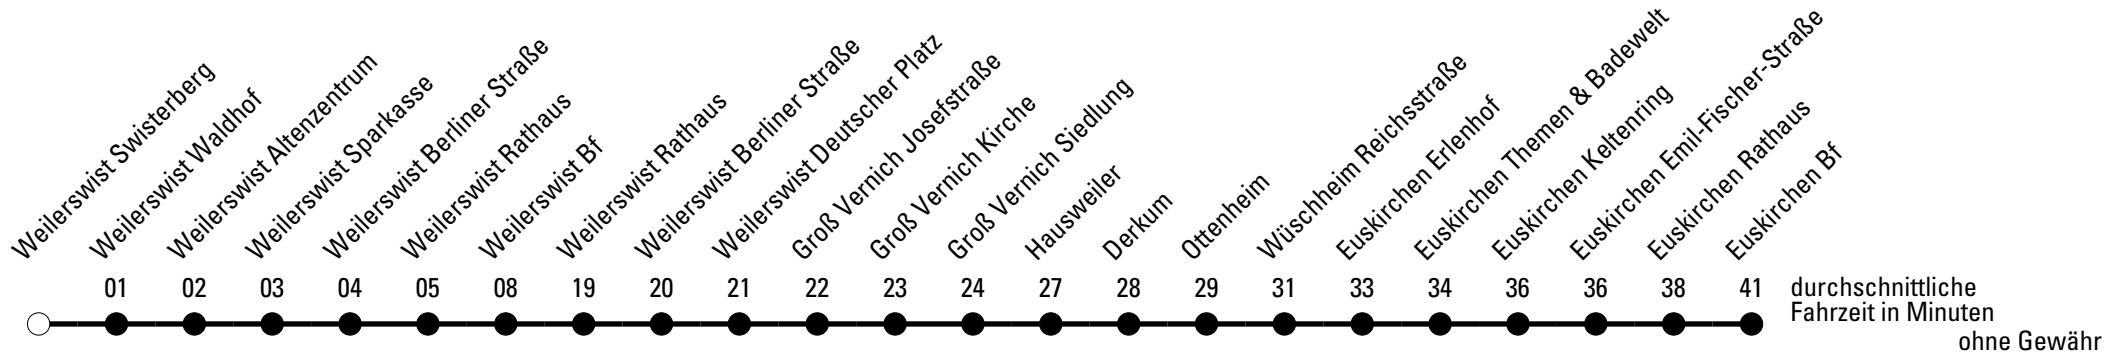 Weilerswist Swisterberg
Weilerswist Waldhof
Weilerswist Altenzentrum
Weilerswist Sparkasse
Weilerswist Berliner Straße
Weilerswist Rathaus
Weilerswist Bf
Weilerswist Rathaus
Weilerswist Berliner Straße
Weilerswist Deutscher Platz
Groß Vernich Josefstraße
Groß Vernich Kirche
Groß Vernich Siedlung
Hausweiler
Derkum
Ottenheim
Wüschheim Reichsstraße
Euskirchen Erlenhof
Euskirchen Themen & Badewelt
Euskirchen Keltenring
Euskirchen Emil-Fischer-Straße
Euskirchen Rathaus
Euskirchen Bf
01 02 03 04 05 08 19 20 21 22 23 24 27 28 29 31 33 34 36 36 38 41
durchschnittliche
Fahrzeit in Minuten
ohne Gewähr